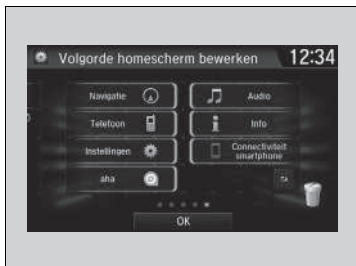 Volgorde homescherm bewerken 12:34
Navigatie Audio
Telefoon Info
Instellingen Connectiviteit
smartphone
aha
OK